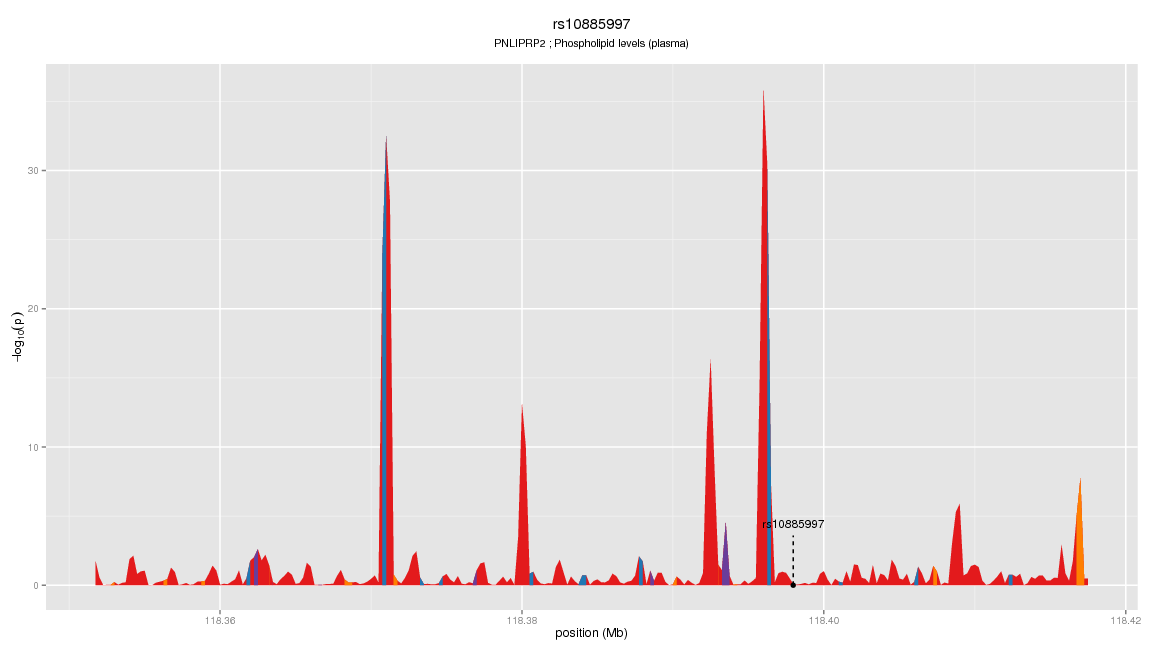 rs10885997
PNLIPRP2 ; Phospholipid levels (plasma)
−log10(p)
30
20
10
0
rs10885997
118.36
118.38
118.40
118.42
position (Mb)